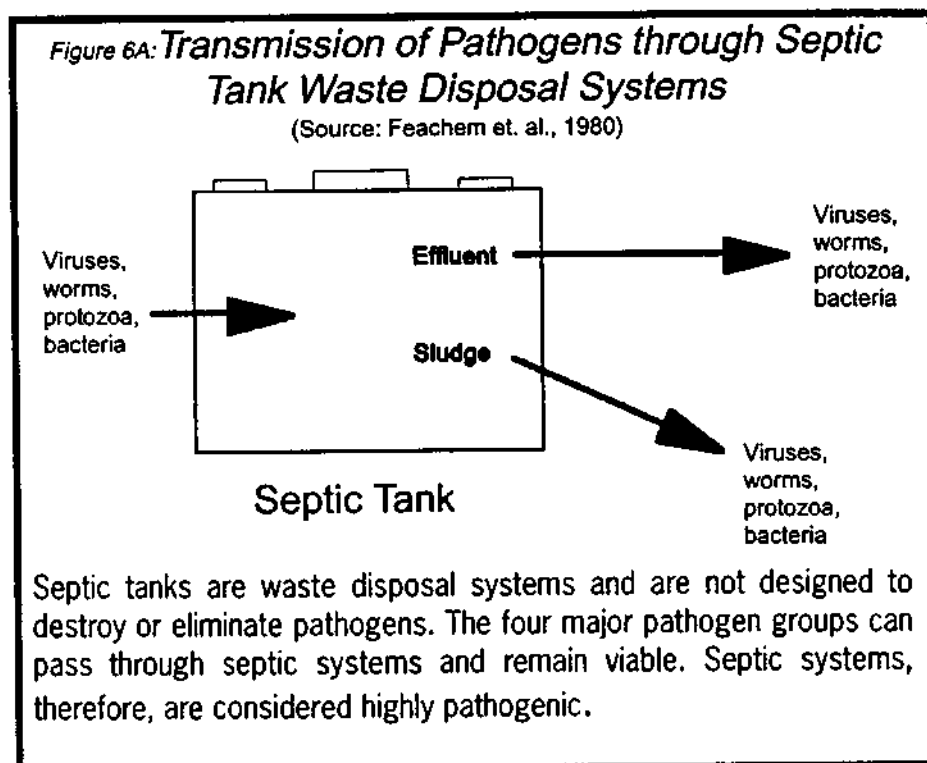 Figure 6A: Transmission of Pathogens through Septic
Tank Waste Disposal Systems
(Source: Feachem et. al., 1980)
Viruses,
worms,
protozoa,
bacteria
Effluent
Sludge
Viruses,
worms,
protozoa,
bacteria
Viruses,
worms,
protozoa,
bacteria
Septic Tank
Septic tanks are waste disposal systems and are not designed to
destroy or eliminate pathogens. The four major pathogen groups can
pass through septic systems and remain viable. Septic systems,
therefore, are considered highly pathogenic.